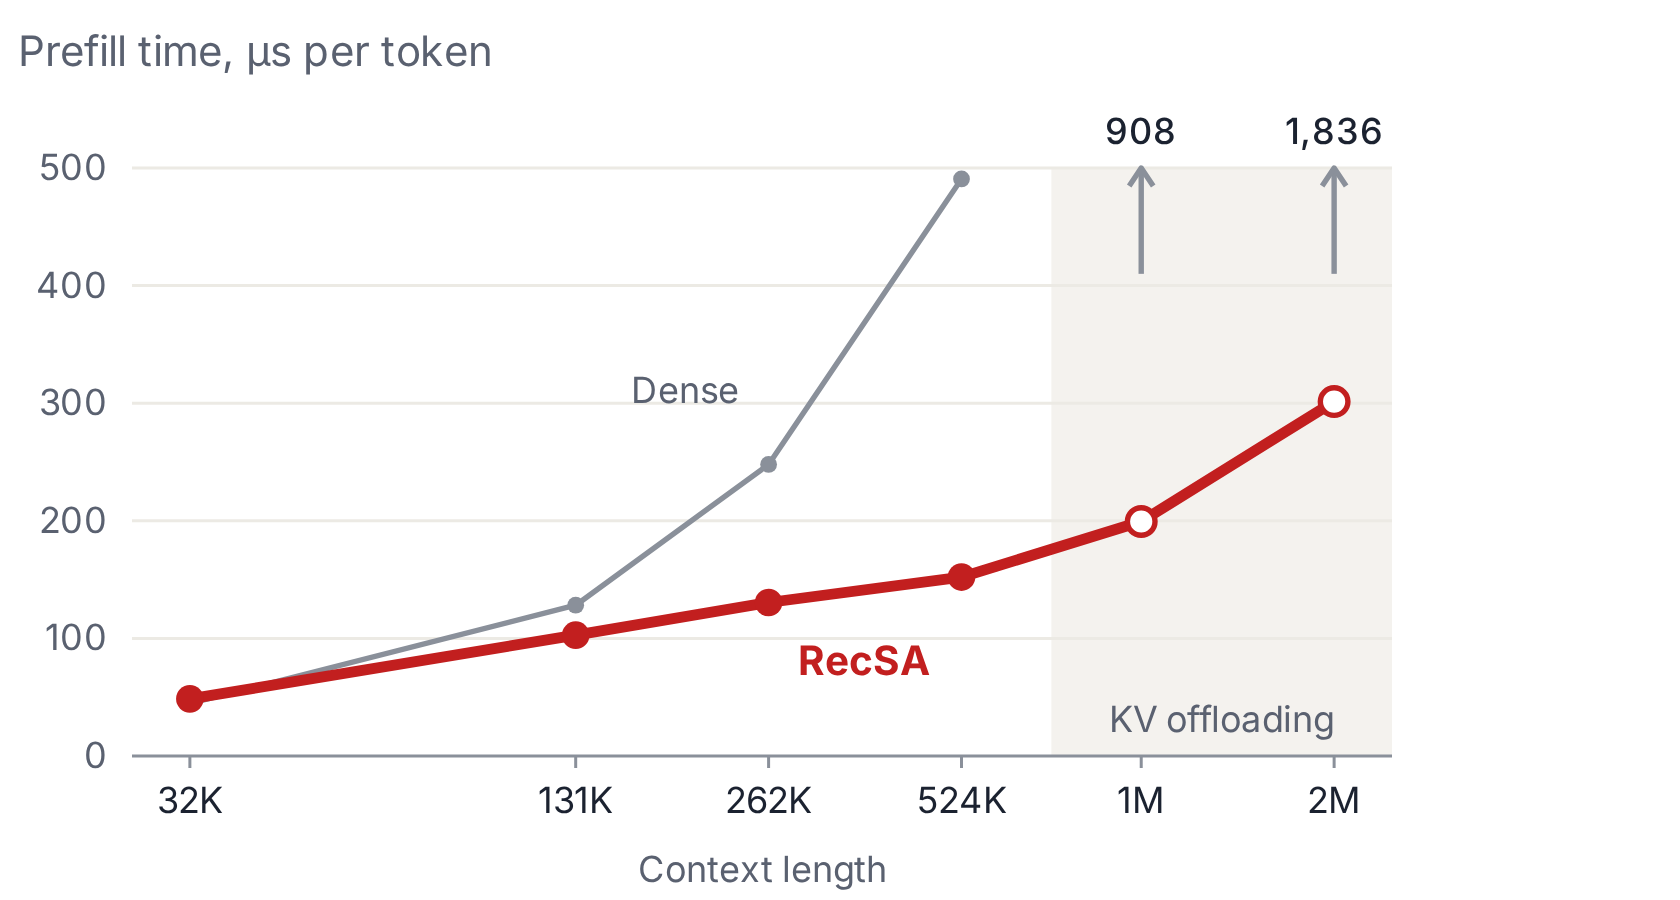 Prefill time, µs per token
908 1,836
500
400
Dense
300
200
100
RecSA
KV offloading
0
32K 131K 262K 524K 1M 2M
Context length